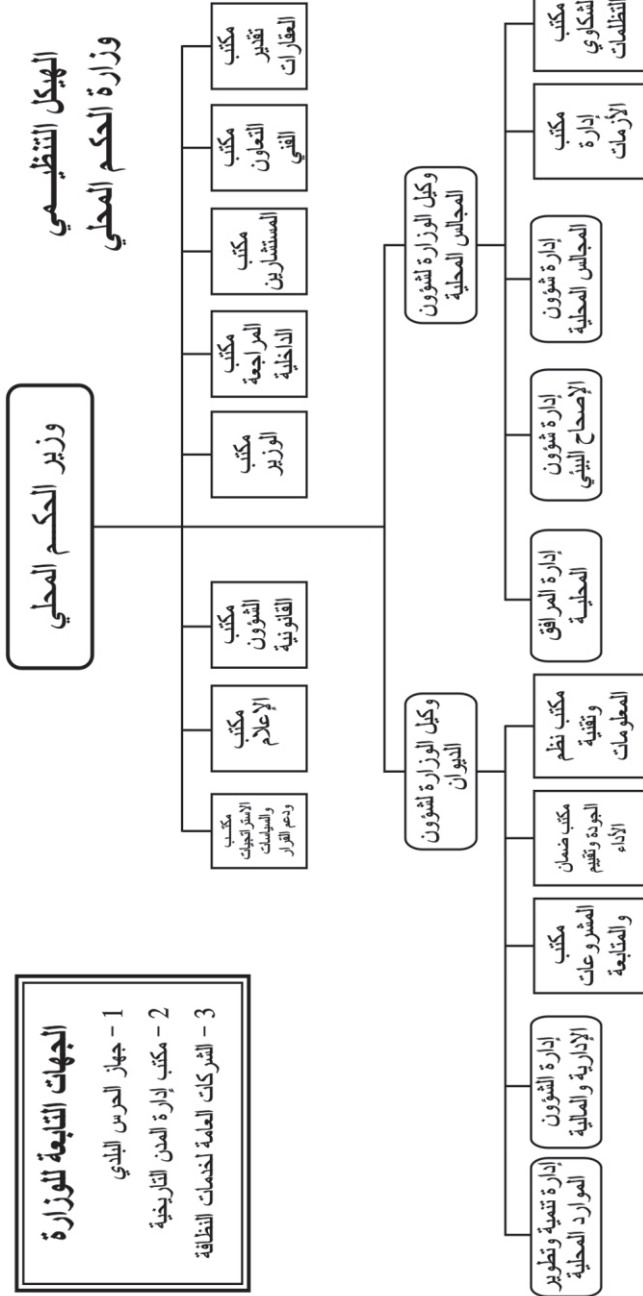 الهيكل التنظيمي
وزارة الحكم المحلي
وزير الحكم المحلي
مكتب
تقدير
العقارات
مكتب
التعاون
الفني
مكتب
المستشارين
مكتب
المراجعة
الداخلية
مكتب
الوزير
مكتب
الشؤون
القانونية
مكتب
الإعلام
مكتب
الاستراتيجيات
والسياسات
ودعم القرار
وكيل الوزارة لشؤون
المجالس المحلية
وكيل الوزارة لشؤون
الديوان
مكتب
الشكاوي
والتظلمات
مكتب
إدارة
الأزمات
إدارة شؤون
المجالس المحلية
إدارة شؤون
الإصحاح البيئي
إدارة المرافق
المحلية
مكتب نظم
وتقنية
المعلومات
مكتب ضمان
الجودة وتقييم
الأداء
مكتب
المشروعات
والمتابعة
إدارة الشؤون
الإدارية والمالية
إدارة تنمية وتطوير
الموارد المحلية
الجهات التابعة للوزارة
1 - جهاز الحرس البلدي
2 - مكتب إدارة المدن التاريخية
3 - الشركات العامة لخدمات النظافة